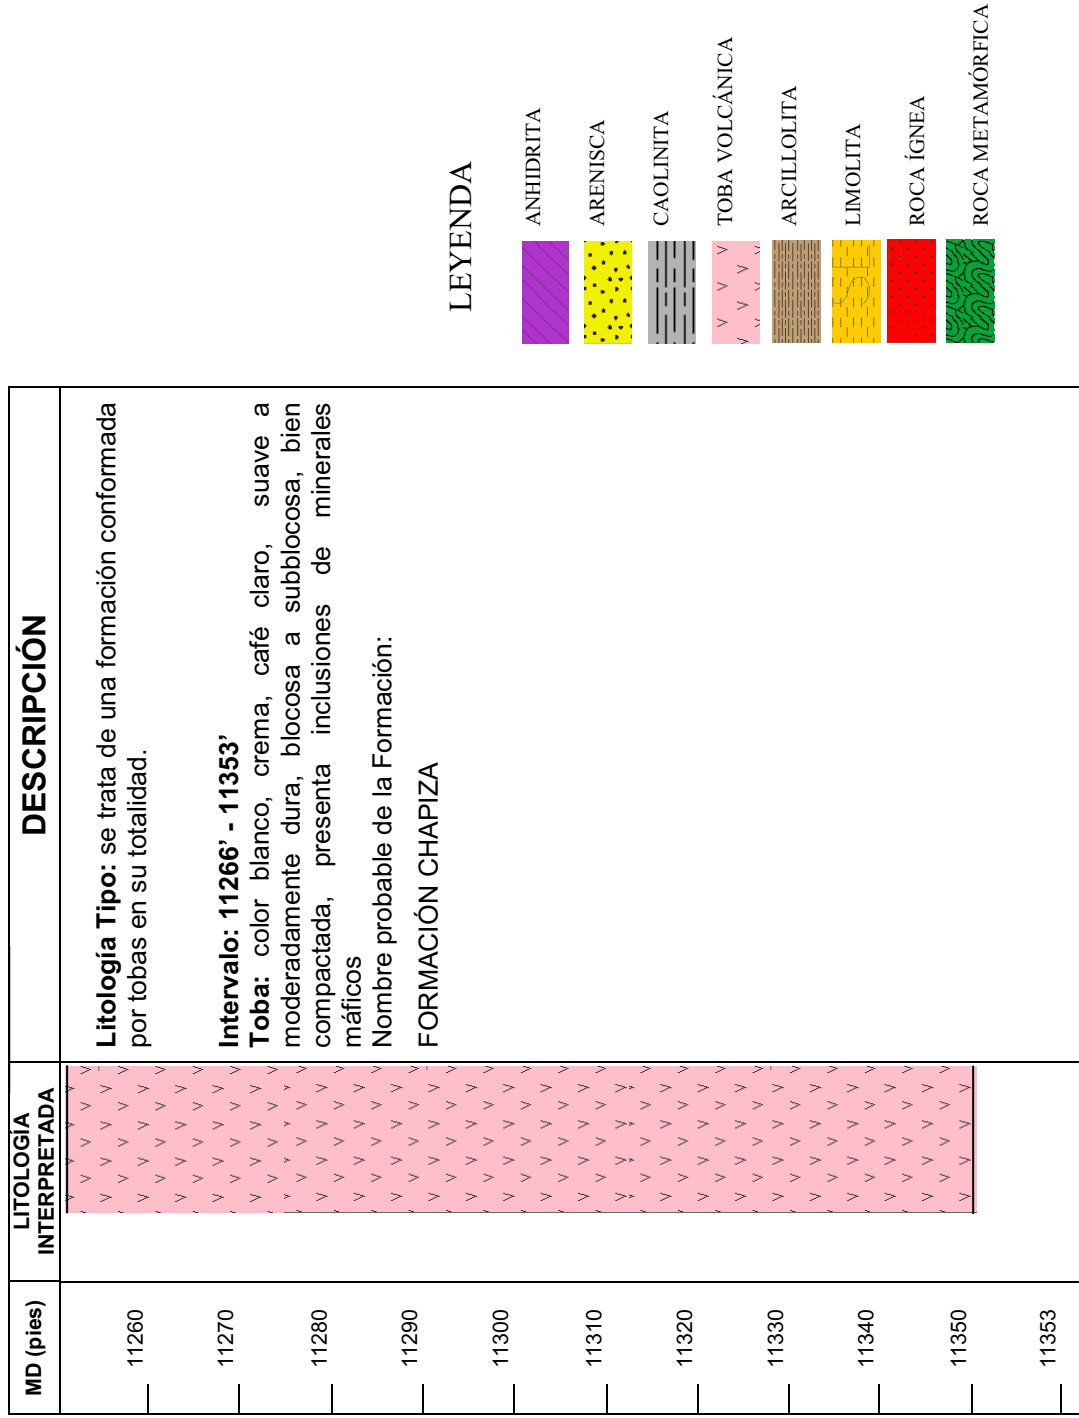 MD (pies)
LITOLOGÍA
INTERPRETADA
DESCRIPCIÓN
11260
11270
11280
11290
11300
11310
11320
11330
11340
11350
11353
Litología Tipo: se trata de una formación conformada
por tobas en su totalidad.
Intervalo: 11266’ - 11353’
Toba: color blanco, crema, café claro, suave a
moderadamente dura, blocosa a subblocosa, bien
compactada, presenta inclusiones de minerales
máficos
Nombre probable de la Formación:
FORMACIÓN CHAPIZA
LEYENDA
ANHIDRITA
ARENISCA
CAOLINITA
TOBA VOLCÁNICA
ARCILLOLITA
LIMOLITA
ROCA ÍGNEA
ROCA METAMÓRFICA